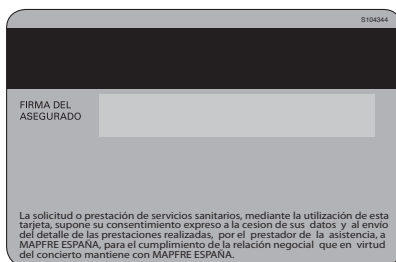 S104344
FIRMA DEL
ASEGURADO
La solicitud o prestación de servicios sanitarios, mediante la utilización de esta
tarjeta, supone su consentimiento expreso a la cesion de sus datos y al envío
del detalle de las prestaciones realizadas, por el prestador de la asistencia, a
MAPFRE ESPAÑA, para el cumplimiento de la relación negocial que en virtud
del concierto mantiene con MAPFRE ESPAÑA.